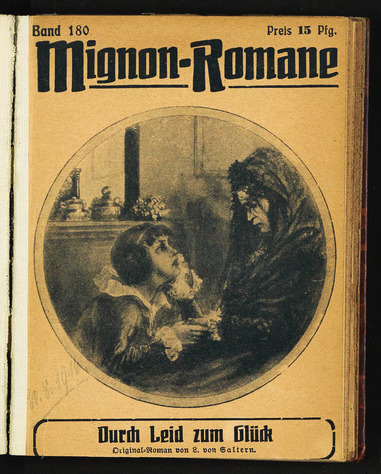 Band 180
Preis 15 Pfg.
Mignon-Romane
Durch Leid zum Glück
Original-Roman von L. von Saltern.